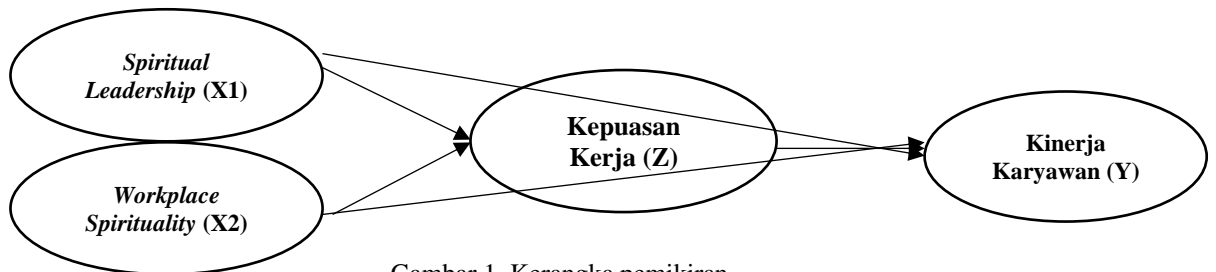 Spiritual
Leadership (X1)
Workplace
Spirituality (X2)
Kepuasan
Kerja (Z)
Kinerja
Karyawan (Y)
Gambar 1. Kerangka pemikiran